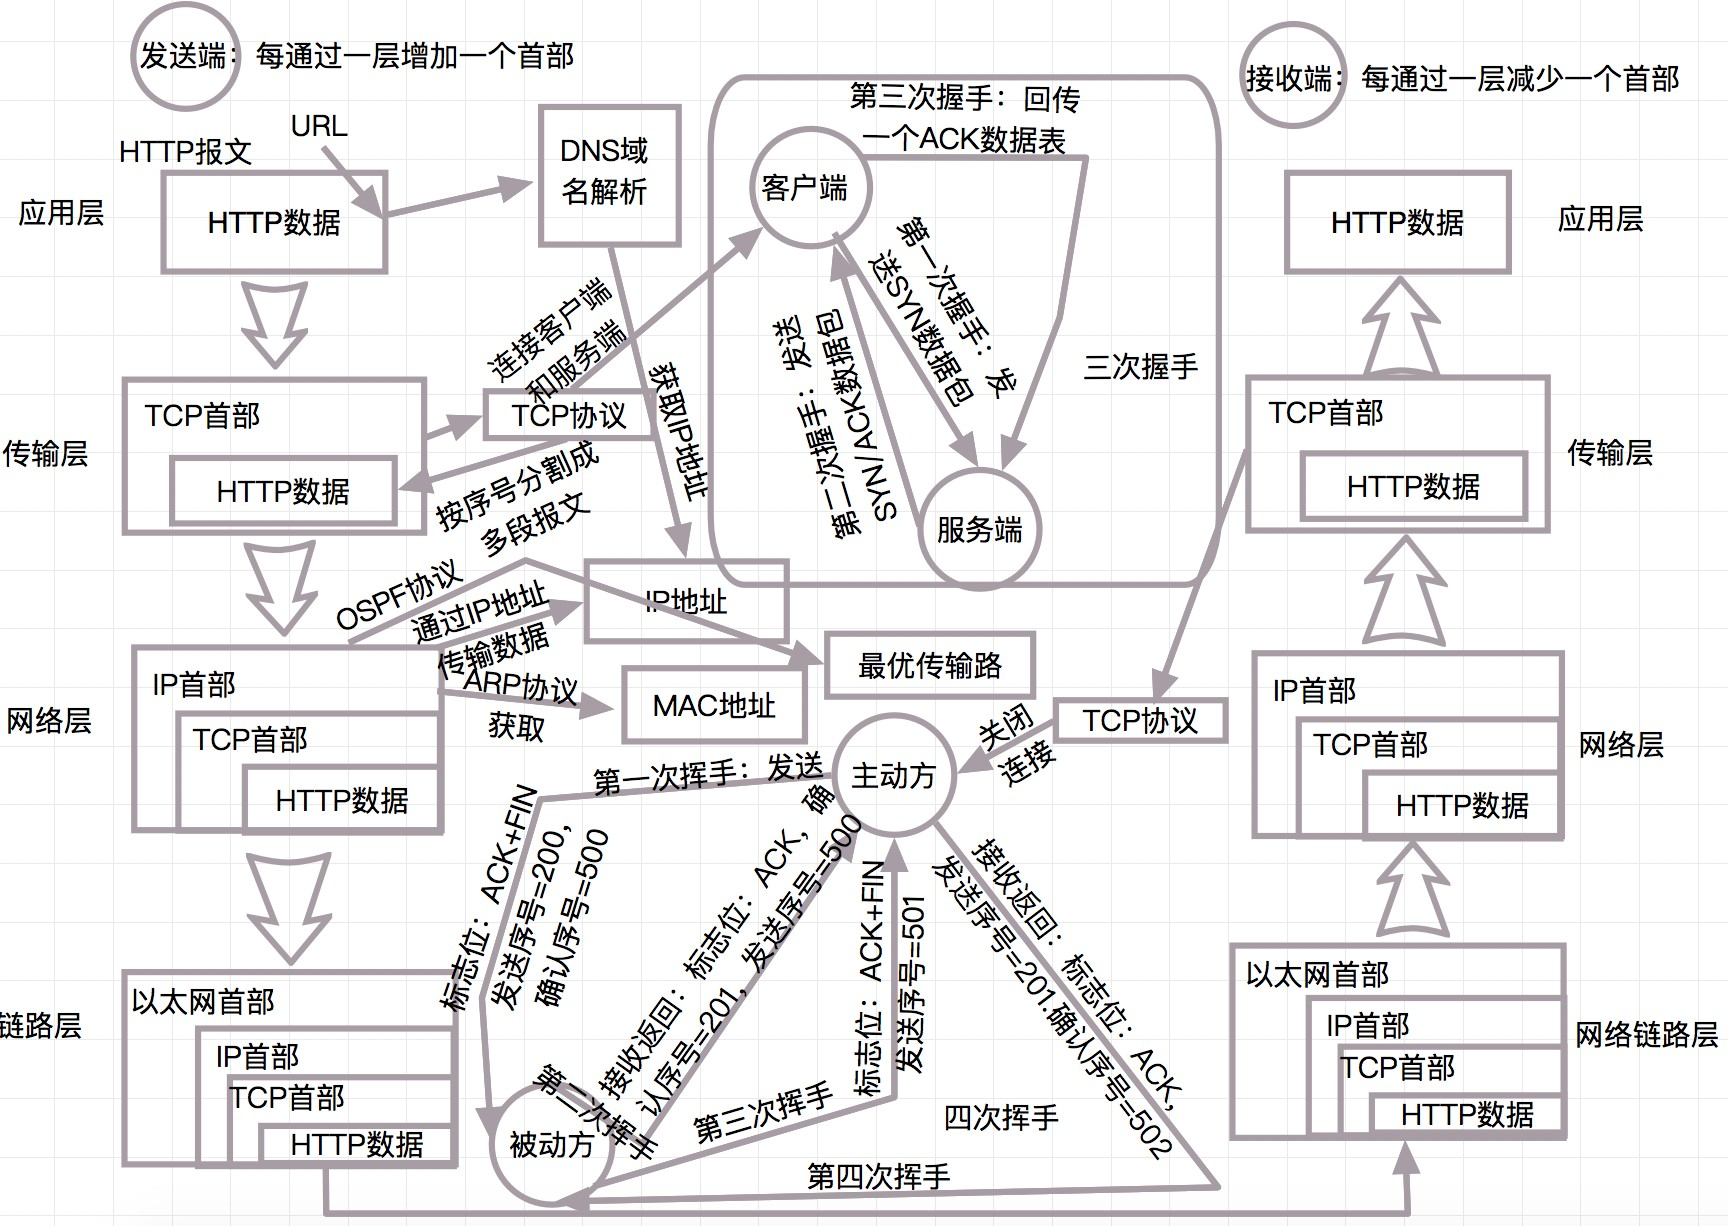 发送端：每通过一层增加一个首部
接收端：每通过一层减少一个首部
URL
HTTP报文
HTTP数据
应用层
DNS域
名解析
第三次握手：回传
一个ACK数据表
客户端
第一次握手：发
送SYN数据包
第二次握手：发送
SYN/ACK数据包
服务端
三次握手
HTTP数据
应用层
连接客户端
和服务端
获取IP地址
TCP首部
HTTP数据
传输层
TCP协议
按序号分割成
多段报文
TCP首部
HTTP数据
传输层
OSPF协议
通过IP地址
传输数据
IP地址
ARP协议
获取
MAC地址
最优传输路
IP首部
TCP首部
HTTP数据
网络层
TCP协议
关闭
连接
主动方
IP首部
TCP首部
HTTP数据
网络层
第一次挥手：发送
标志位：ACK+FIN
发送序号=200，
确认序号=500
接收返回：标志位：ACK，确
认序号=201，发送序号=500
第二次挥手
标志位：ACK+FIN
发送序号=501
第三次挥手
接收返回：标志位：ACK，
发送序号=201.确认序号=502
四次挥手
第四次挥手
被动方
以太网首部
IP首部
TCP首部
HTTP数据
链路层
以太网首部
IP首部
TCP首部
HTTP数据
网络链路层